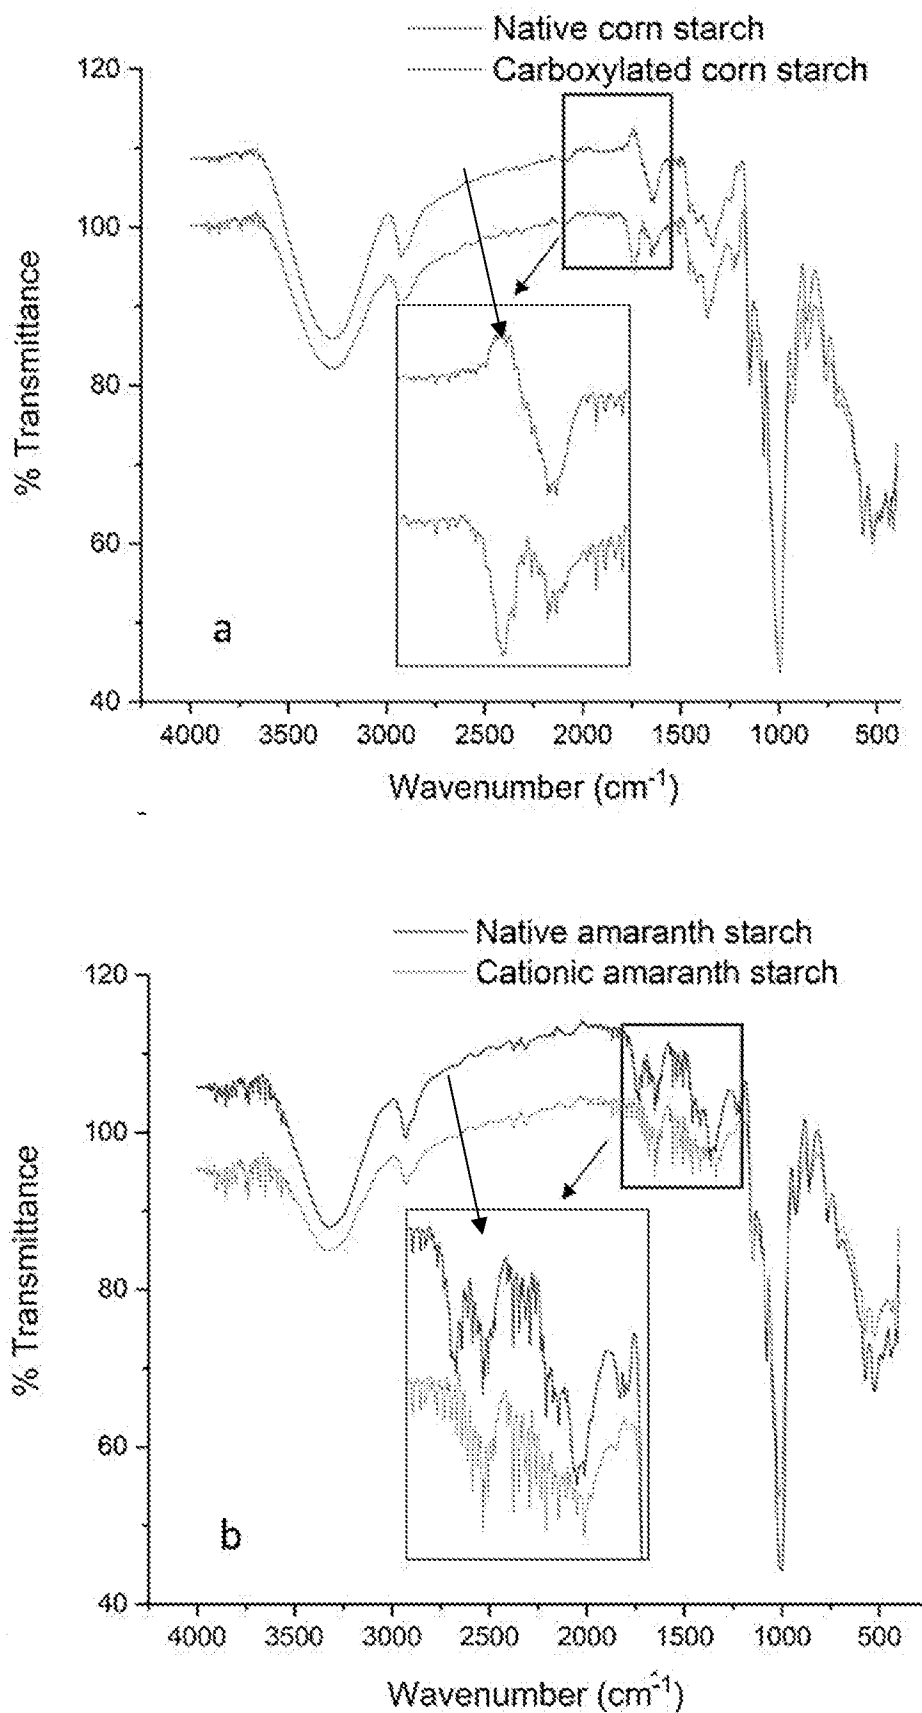 Native corn starch
Carboxylated corn starch
120
100
80
60
40
% Transmittance
a
4000 3500 3000 2500 2000 1500 1000 500
Wavenumber (cm⁻¹)
Native amaranth starch
Cationic amaranth starch
120
100
80
60
40
% Transmittance
b
4000 3500 3000 2500 2000 1500 1000 500
Wavenumber (cm⁻¹)